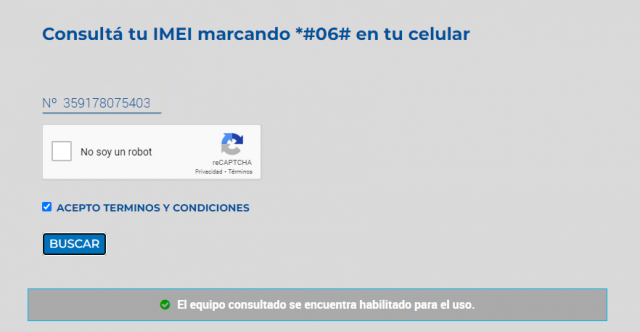 Consultá tu IMEI marcando *#06# en tu celular
Nº 359178075403
No soy un robot
reCAPTCHA
Privacidad - Términos
ACEPTO TERMINOS Y CONDICIONES
BUSCAR
El equipo consultado se encuentra habilitado para el uso.